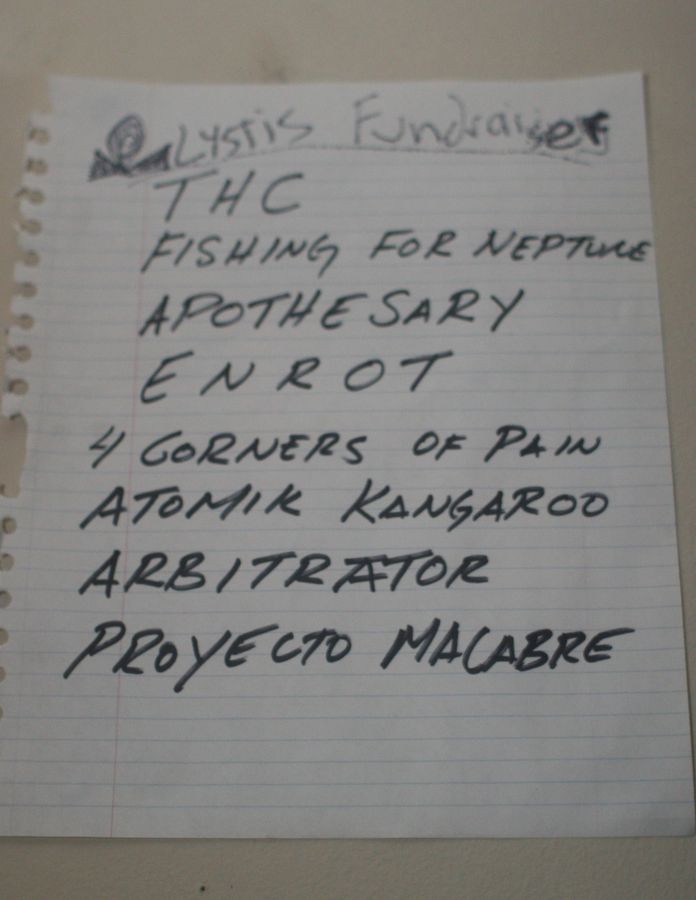 Lystis Fundraiser
THC
FISHING FOR NEPTUNE
APOTHESARY
ENROT
4 CORNERS OF PAIN
ATOMIK KANGAROO
ARBITRATOR
PROYECTO MACABRE